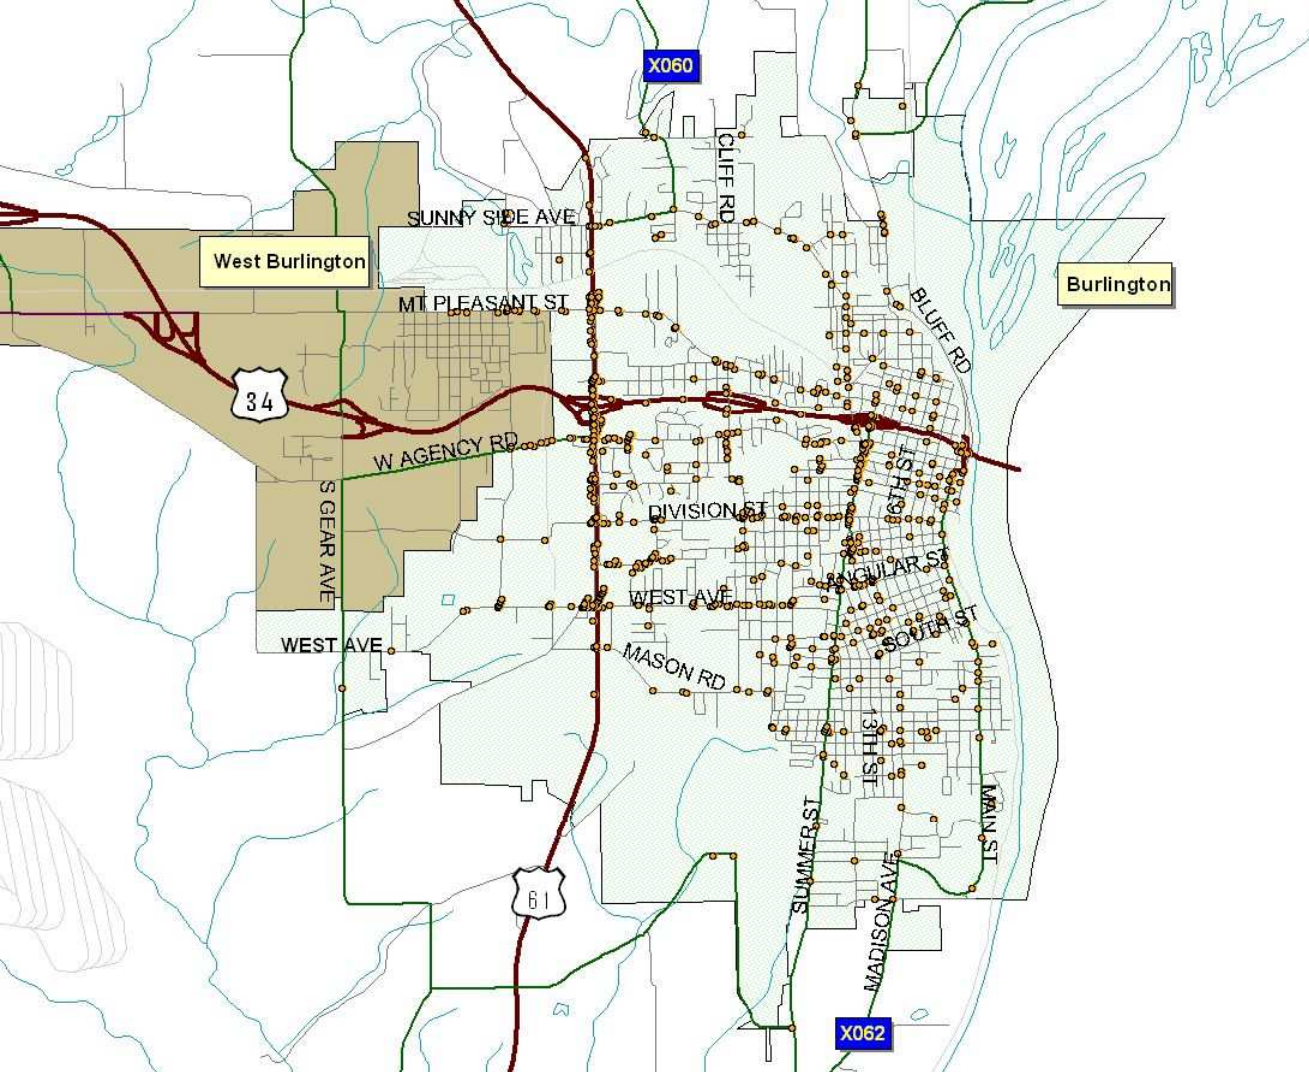 X060
CLIFF RD
SUNNY SIDE AVE
West Burlington
Burlington
MT PLEASANT ST
BLUFF RD
34
W AGENCY RD
S GEAR AVE
DIVISION ST
9TH ST
ANGULAR ST
WEST AVE
SOUTH ST
WEST AVE
MASON RD
13TH ST
MAIN ST
SUMMER ST
MADISON AVE
61
X062